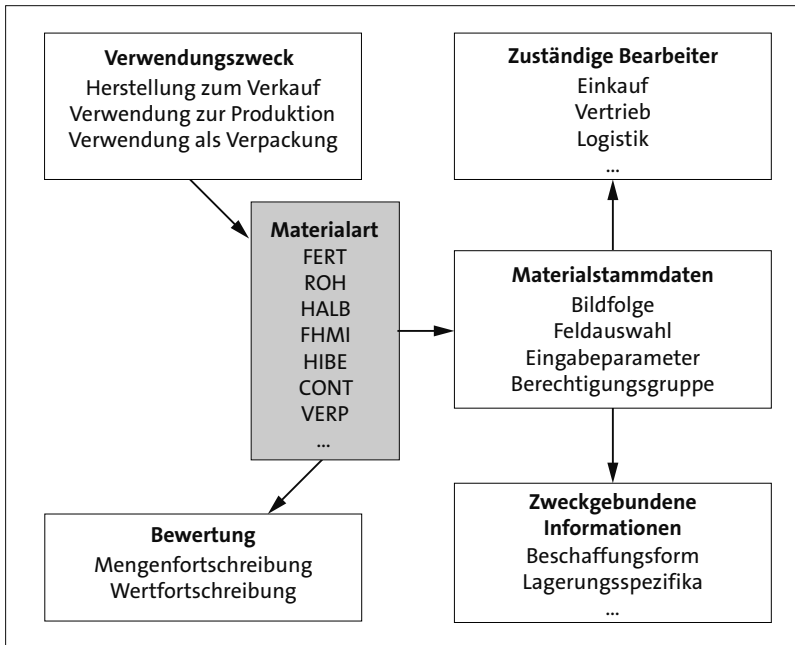 Verwendungszweck
Herstellung zum Verkauf
Verwendung zur Produktion
Verwendung als Verpackung
Zuständige Bearbeiter
Einkauf
Vertrieb
Logistik
...
Materialart
FERT
ROH
HALB
FHMI
HIBE
CONT
VERP
...
Materialstammdaten
Bildfolge
Feldauswahl
Eingabeparameter
Berechtigungsgruppe
Bewertung
Mengenfortschreibung
Wertfortschreibung
Zweckgebundene
Informationen
Beschaffungsform
Lagerungsspezifika
...